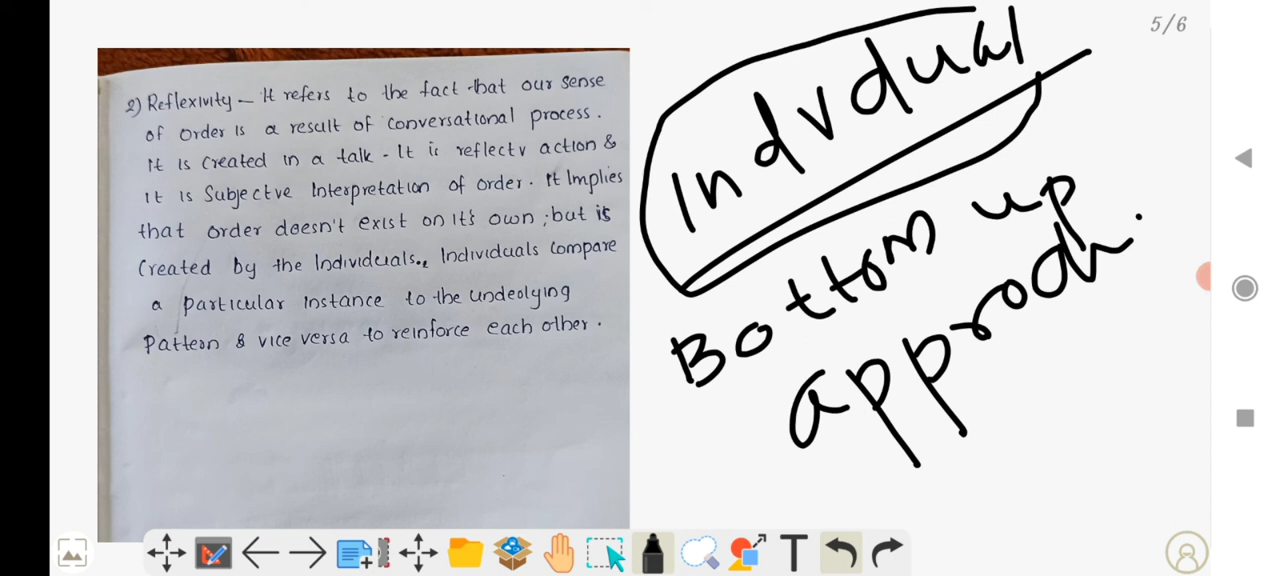 5/6
2) Reflexivity - It refers to the fact that our sense
of order is a result of conversational process.
It is created in a talk - It is reflectv action &
it is subjectve interpretation of order. It implies
that order doesn't exist on it's own, but is
created by the individuals.. Individuals compare
a particular instance to the undeolying
Pattern & vice versa to reinforce each other.
Indvdual
Bottom up
approch.
T